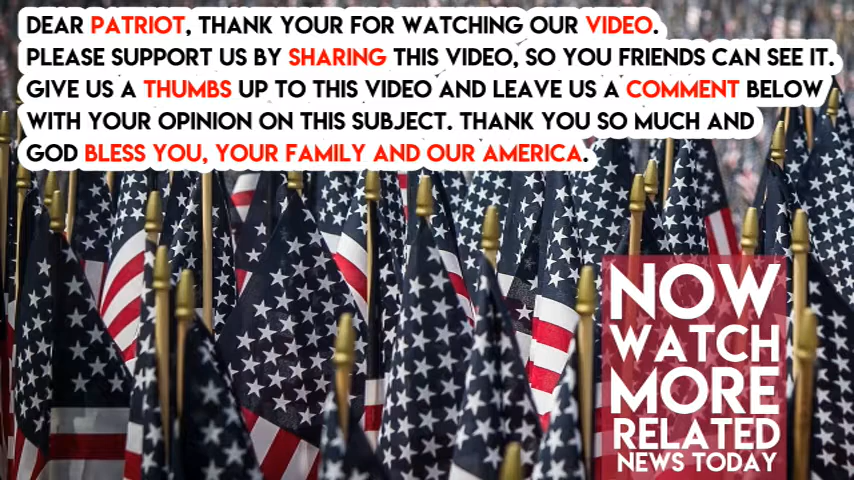 DEAR PATRIOT, THANK YOUR FOR WATCHING OUR VIDEO.
PLEASE SUPPORT US BY SHARING THIS VIDEO, SO YOU FRIENDS CAN SEE IT.
GIVE US A THUMBS UP TO THIS VIDEO AND LEAVE US A COMMENT BELOW
WITH YOUR OPINION ON THIS SUBJECT. THANK YOU SO MUCH AND
GOD BLESS YOU, YOUR FAMILY AND OUR AMERICA.
NOW
WATCH
MORE
RELATED
NEWS TODAY